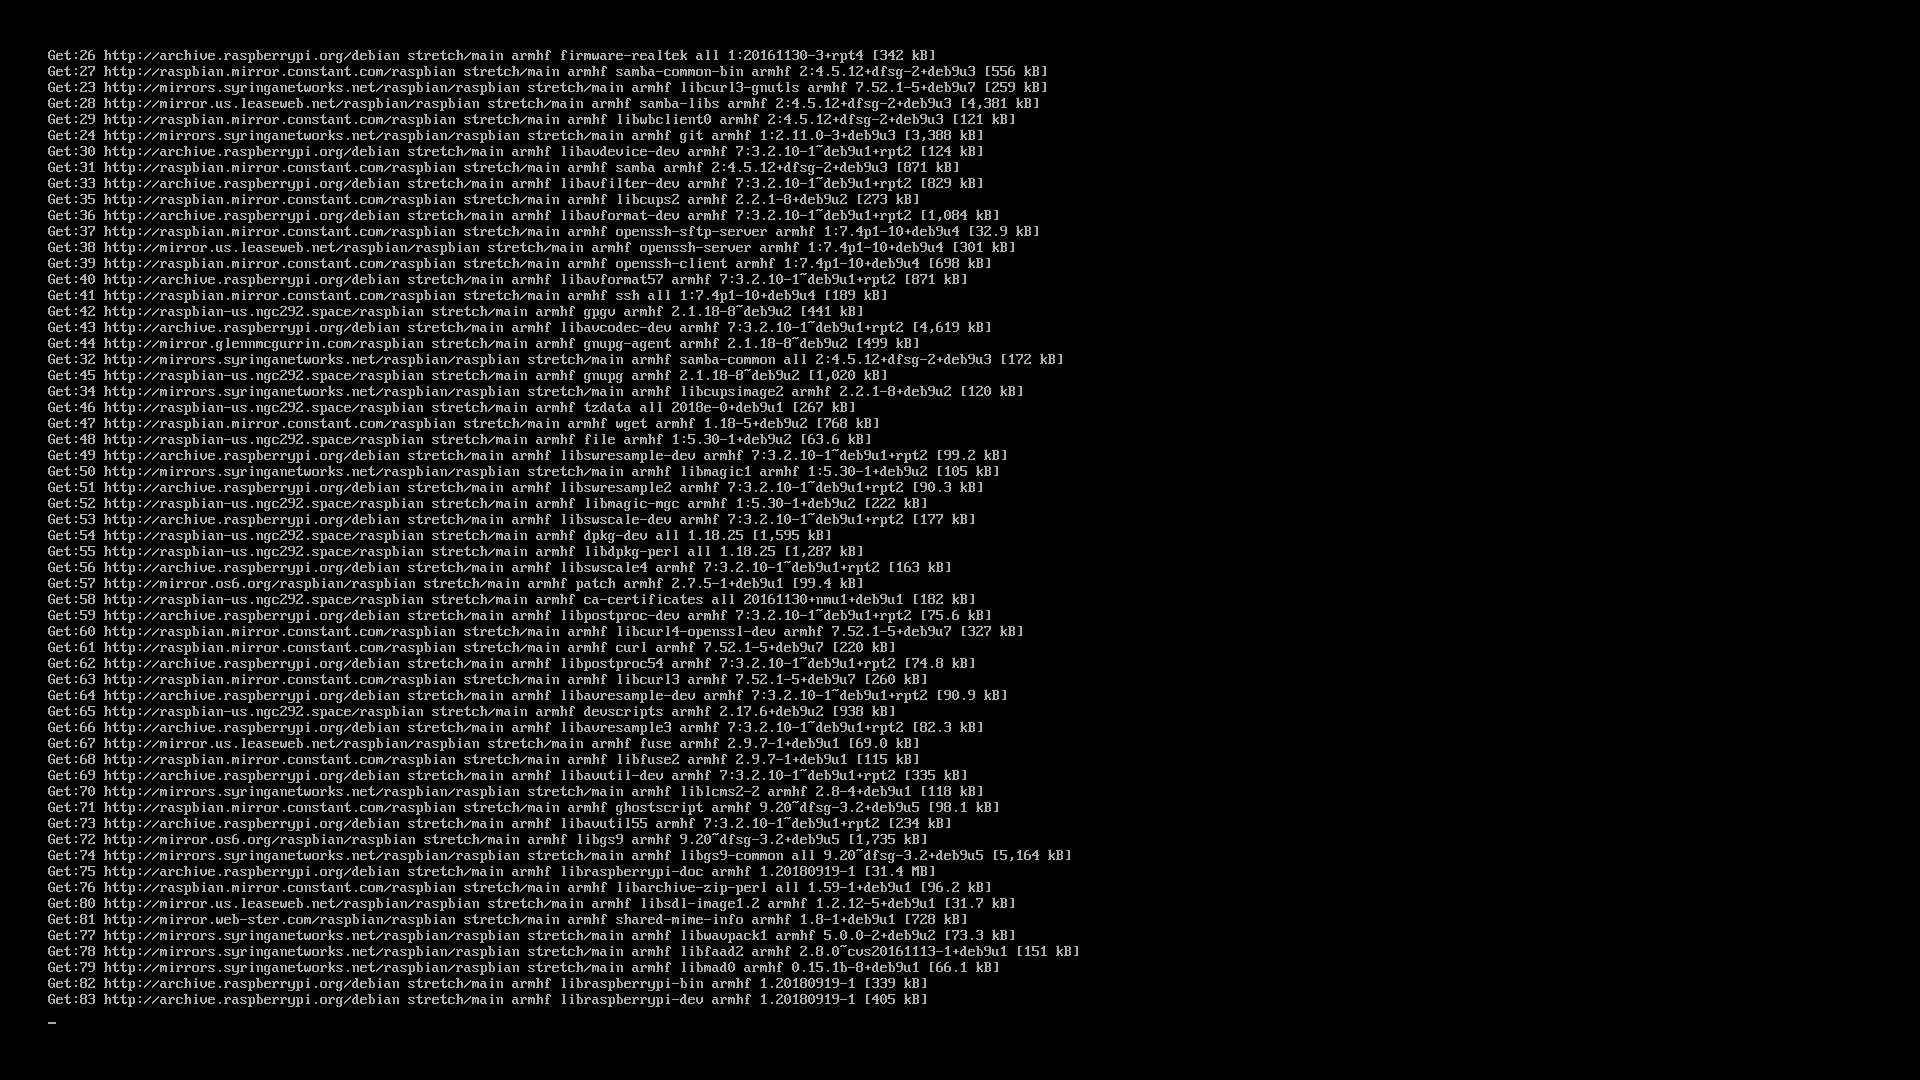 Get:26 http://archive.raspberrypi.org/debian stretch/main armhf firmware-realtek all 1:20161130-3+rpt4 [342 kB]
Get:27 http://raspbian.mirror.constant.com/raspbian stretch/main armhf samba-common-bin armhf 2:4.5.12+dfsg-2+deb9u3 [556 kB]
Get:23 http://mirrors.syringanetworks.net/raspbian/raspbian stretch/main armhf libcurl3-gnutls armhf 7.52.1-5+deb9u7 [259 kB]
Get:28 http://mirror.us.leaseweb.net/raspbian/raspbian stretch/main armhf samba-libs armhf 2:4.5.12+dfsg-2+deb9u3 [4,381 kB]
Get:29 http://raspbian.mirror.constant.com/raspbian stretch/main armhf libwbclient0 armhf 2:4.5.12+dfsg-2+deb9u3 [121 kB]
Get:24 http://mirrors.syringanetworks.net/raspbian/raspbian stretch/main armhf git armhf 1:2.11.0-3+deb9u3 [3,388 kB]
Get:30 http://archive.raspberrypi.org/debian stretch/main armhf libavdevice-dev armhf 7:3.2.10-1~deb9u1+rpt2 [124 kB]
Get:31 http://raspbian.mirror.constant.com/raspbian stretch/main armhf samba armhf 2:4.5.12+dfsg-2+deb9u3 [871 kB]
Get:33 http://archive.raspberrypi.org/debian stretch/main armhf libavfilter-dev armhf 7:3.2.10-1~deb9u1+rpt2 [829 kB]
Get:35 http://raspbian.mirror.constant.com/raspbian stretch/main armhf libcups2 armhf 2.2.1-8+deb9u2 [273 kB]
Get:36 http://archive.raspberrypi.org/debian stretch/main armhf libavformat-dev armhf 7:3.2.10-1~deb9u1+rpt2 [1,084 kB]
Get:37 http://raspbian.mirror.constant.com/raspbian stretch/main armhf openssh-sftp-server armhf 1:7.4p1-10+deb9u4 [32.9 kB]
Get:38 http://mirror.us.leaseweb.net/raspbian/raspbian stretch/main armhf openssh-server armhf 1:7.4p1-10+deb9u4 [301 kB]
Get:39 http://raspbian.mirror.constant.com/raspbian stretch/main armhf openssh-client armhf 1:7.4p1-10+deb9u4 [698 kB]
Get:40 http://archive.raspberrypi.org/debian stretch/main armhf libavformat57 armhf 7:3.2.10-1~deb9u1+rpt2 [871 kB]
Get:41 http://raspbian.mirror.constant.com/raspbian stretch/main armhf ssh all 1:7.4p1-10+deb9u4 [189 kB]
Get:42 http://raspbian-us.ngc292.space/raspbian stretch/main armhf gpgv armhf 2.1.18-8~deb9u2 [441 kB]
Get:43 http://archive.raspberrypi.org/debian stretch/main armhf libavcodec-dev armhf 7:3.2.10-1~deb9u1+rpt2 [4,619 kB]
Get:44 http://mirror.glennmcgurrin.com/raspbian stretch/main armhf gnupg-agent armhf 2.1.18-8~deb9u2 [499 kB]
Get:32 http://mirrors.syringanetworks.net/raspbian/raspbian stretch/main armhf samba-common all 2:4.5.12+dfsg-2+deb9u3 [172 kB]
Get:45 http://raspbian-us.ngc292.space/raspbian stretch/main armhf gnupg armhf 2.1.18-8~deb9u2 [1,020 kB]
Get:34 http://mirrors.syringanetworks.net/raspbian/raspbian stretch/main armhf libcupsimage2 armhf 2.2.1-8+deb9u2 [120 kB]
Get:46 http://raspbian-us.ngc292.space/raspbian stretch/main armhf tzdata all 2018e-0+deb9u1 [267 kB]
Get:47 http://raspbian.mirror.constant.com/raspbian stretch/main armhf wget armhf 1.18-5+deb9u2 [768 kB]
Get:48 http://raspbian-us.ngc292.space/raspbian stretch/main armhf file armhf 1:5.30-1+deb9u2 [63.6 kB]
Get:49 http://archive.raspberrypi.org/debian stretch/main armhf libswresample-dev armhf 7:3.2.10-1~deb9u1+rpt2 [99.2 kB]
Get:50 http://mirrors.syringanetworks.net/raspbian/raspbian stretch/main armhf libmagic1 armhf 1:5.30-1+deb9u2 [105 kB]
Get:51 http://archive.raspberrypi.org/debian stretch/main armhf libswresample2 armhf 7:3.2.10-1~deb9u1+rpt2 [90.3 kB]
Get:52 http://raspbian-us.ngc292.space/raspbian stretch/main armhf libmagic-mgc armhf 1:5.30-1+deb9u2 [222 kB]
Get:53 http://archive.raspberrypi.org/debian stretch/main armhf libswscale-dev armhf 7:3.2.10-1~deb9u1+rpt2 [177 kB]
Get:54 http://raspbian-us.ngc292.space/raspbian stretch/main armhf dpkg-dev all 1.18.25 [1,595 kB]
Get:55 http://raspbian-us.ngc292.space/raspbian stretch/main armhf libdpkg-perl all 1.18.25 [1,287 kB]
Get:56 http://archive.raspberrypi.org/debian stretch/main armhf libswscale4 armhf 7:3.2.10-1~deb9u1+rpt2 [163 kB]
Get:57 http://mirror.os6.org/raspbian/raspbian stretch/main armhf patch armhf 2.7.5-1+deb9u1 [99.4 kB]
Get:58 http://raspbian-us.ngc292.space/raspbian stretch/main armhf ca-certificates all 20161130+nmu1+deb9u1 [182 kB]
Get:59 http://archive.raspberrypi.org/debian stretch/main armhf libpostproc-dev armhf 7:3.2.10-1~deb9u1+rpt2 [75.6 kB]
Get:60 http://raspbian.mirror.constant.com/raspbian stretch/main armhf libcurl4-openssl-dev armhf 7.52.1-5+deb9u7 [327 kB]
Get:61 http://raspbian.mirror.constant.com/raspbian stretch/main armhf curl armhf 7.52.1-5+deb9u7 [220 kB]
Get:62 http://archive.raspberrypi.org/debian stretch/main armhf libpostproc54 armhf 7:3.2.10-1~deb9u1+rpt2 [74.8 kB]
Get:63 http://raspbian.mirror.constant.com/raspbian stretch/main armhf libcurl3 armhf 7.52.1-5+deb9u7 [260 kB]
Get:64 http://archive.raspberrypi.org/debian stretch/main armhf libavresample-dev armhf 7:3.2.10-1~deb9u1+rpt2 [90.9 kB]
Get:65 http://raspbian-us.ngc292.space/raspbian stretch/main armhf devscripts armhf 2.17.6+deb9u2 [938 kB]
Get:66 http://archive.raspberrypi.org/debian stretch/main armhf libavresample3 armhf 7:3.2.10-1~deb9u1+rpt2 [82.3 kB]
Get:67 http://mirror.us.leaseweb.net/raspbian/raspbian stretch/main armhf fuse armhf 2.9.7-1+deb9u1 [69.0 kB]
Get:68 http://raspbian.mirror.constant.com/raspbian stretch/main armhf libfuse2 armhf 2.9.7-1+deb9u1 [115 kB]
Get:69 http://archive.raspberrypi.org/debian stretch/main armhf libavutil-dev armhf 7:3.2.10-1~deb9u1+rpt2 [335 kB]
Get:70 http://mirrors.syringanetworks.net/raspbian/raspbian stretch/main armhf liblcms2-2 armhf 2.8-4+deb9u1 [118 kB]
Get:71 http://raspbian.mirror.constant.com/raspbian stretch/main armhf ghostscript armhf 9.20~dfsg-3.2+deb9u5 [98.1 kB]
Get:73 http://archive.raspberrypi.org/debian stretch/main armhf libavutil55 armhf 7:3.2.10-1~deb9u1+rpt2 [234 kB]
Get:72 http://mirror.os6.org/raspbian/raspbian stretch/main armhf libgs9 armhf 9.20~dfsg-3.2+deb9u5 [1,735 kB]
Get:74 http://mirrors.syringanetworks.net/raspbian/raspbian stretch/main armhf libgs9-common all 9.20~dfsg-3.2+deb9u5 [5,164 kB]
Get:75 http://archive.raspberrypi.org/debian stretch/main armhf libraspberrypi-doc armhf 1.20180919-1 [31.4 MB]
Get:76 http://raspbian.mirror.constant.com/raspbian stretch/main armhf libarchive-zip-perl all 1.59-1+deb9u1 [96.2 kB]
Get:80 http://mirror.us.leaseweb.net/raspbian/raspbian stretch/main armhf libsdl-image1.2 armhf 1.2.12-5+deb9u1 [31.7 kB]
Get:81 http://mirror.web-ster.com/raspbian/raspbian stretch/main armhf shared-mime-info armhf 1.8-1+deb9u1 [728 kB]
Get:77 http://mirrors.syringanetworks.net/raspbian/raspbian stretch/main armhf libwavpack1 armhf 5.0.0-2+deb9u2 [73.3 kB]
Get:78 http://mirrors.syringanetworks.net/raspbian/raspbian stretch/main armhf libfaad2 armhf 2.8.0~cvs20161113-1+deb9u1 [151 kB]
Get:79 http://mirrors.syringanetworks.net/raspbian/raspbian stretch/main armhf libmad0 armhf 0.15.1b-8+deb9u1 [66.1 kB]
Get:82 http://archive.raspberrypi.org/debian stretch/main armhf libraspberrypi-bin armhf 1.20180919-1 [339 kB]
Get:83 http://archive.raspberrypi.org/debian stretch/main armhf libraspberrypi-dev armhf 1.20180919-1 [405 kB]